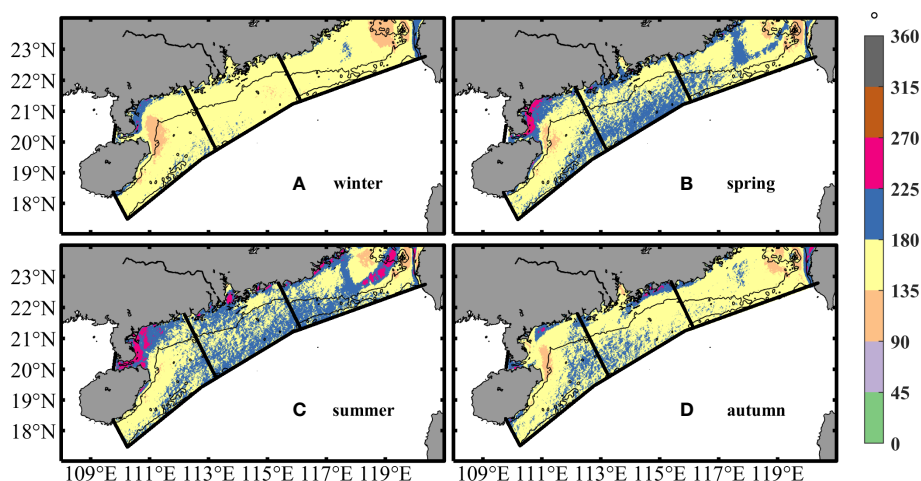 °
23°N
22°N
21°N
20°N
19°N
18°N
A winter
B spring
360
315
270
225
180
135
90
45
0
23°N
22°N
21°N
20°N
19°N
18°N
C summer
D autumn
109°E 111°E 113°E 115°E 117°E 119°E
109°E 111°E 113°E 115°E 117°E 119°E